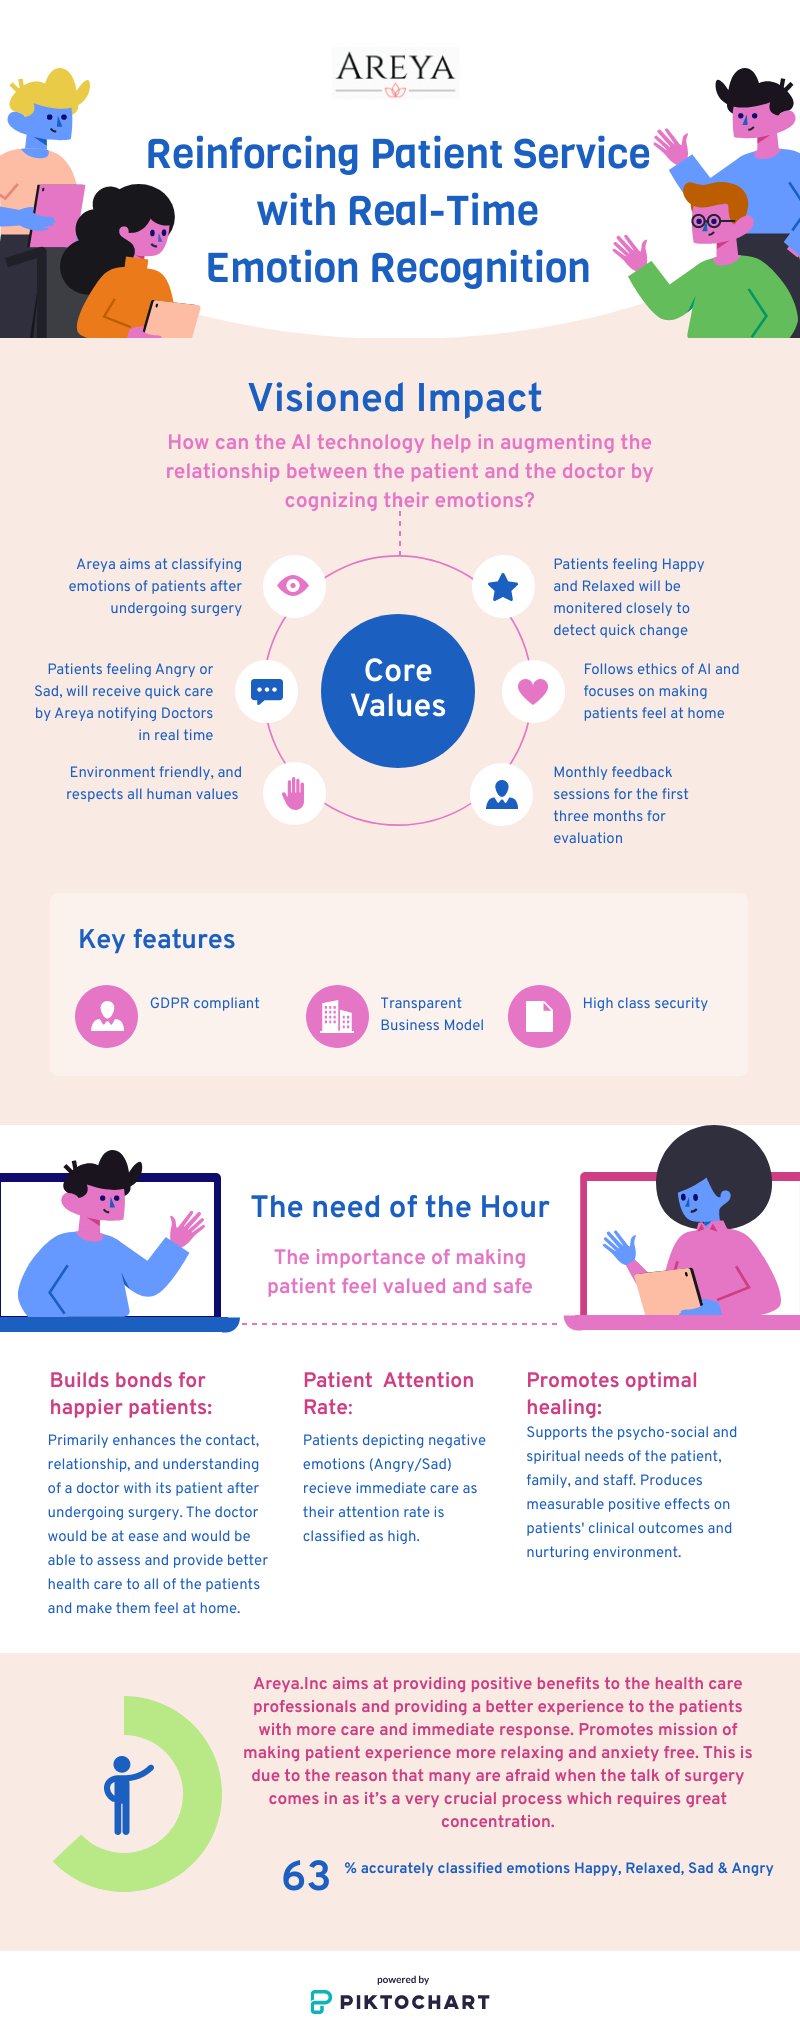 AREYA
Reinforcing Patient Service
with Real-Time
Emotion Recognition
Visioned Impact
How can the AI technology help in augmenting the
relationship between the patient and the doctor by
cognizing their emotions?
Areya aims at classifying
emotions of patients after
undergoing surgery
Patients feeling Happy
and Relaxed will be
monitered closely to
detect quick change
Patients feeling Angry or
Sad, will receive quick care
by Areya notifying Doctors
in real time
Core
Values
Follows ethics of AI and
focuses on making
patients feel at home
Environment friendly, and
respects all human values
Monthly feedback
sessions for the first
three months for
evaluation
Key features
GDPR compliant
Transparent
Business Model
High class security
The need of the Hour
The importance of making
patient feel valued and safe
Builds bonds for
happier patients:
Primarily enhances the contact,
relationship, and understanding
of a doctor with its patient after
undergoing surgery. The doctor
would be at ease and would be
able to assess and provide better
health care to all of the patients
and make them feel at home.
Patient Attention
Rate:
Patients depicting negative
emotions (Angry/Sad)
recieve immediate care as
their attention rate is
classified as high.
Promotes optimal
healing:
Supports the psycho-social and
spiritual needs of the patient,
family, and staff. Produces
measurable positive effects on
patients' clinical outcomes and
nurturing environment.
Areya.Inc aims at providing positive benefits to the health care
professionals and providing a better experience to the patients
with more care and immediate response. Promotes mission of
making patient experience more relaxing and anxiety free. This is
due to the reason that many are afraid when the talk of surgery
comes in as it's a very crucial process which requires great
concentration.
63 % accurately classified emotions Happy, Relaxed, Sad & Angry
powered by
PIKTOCHART